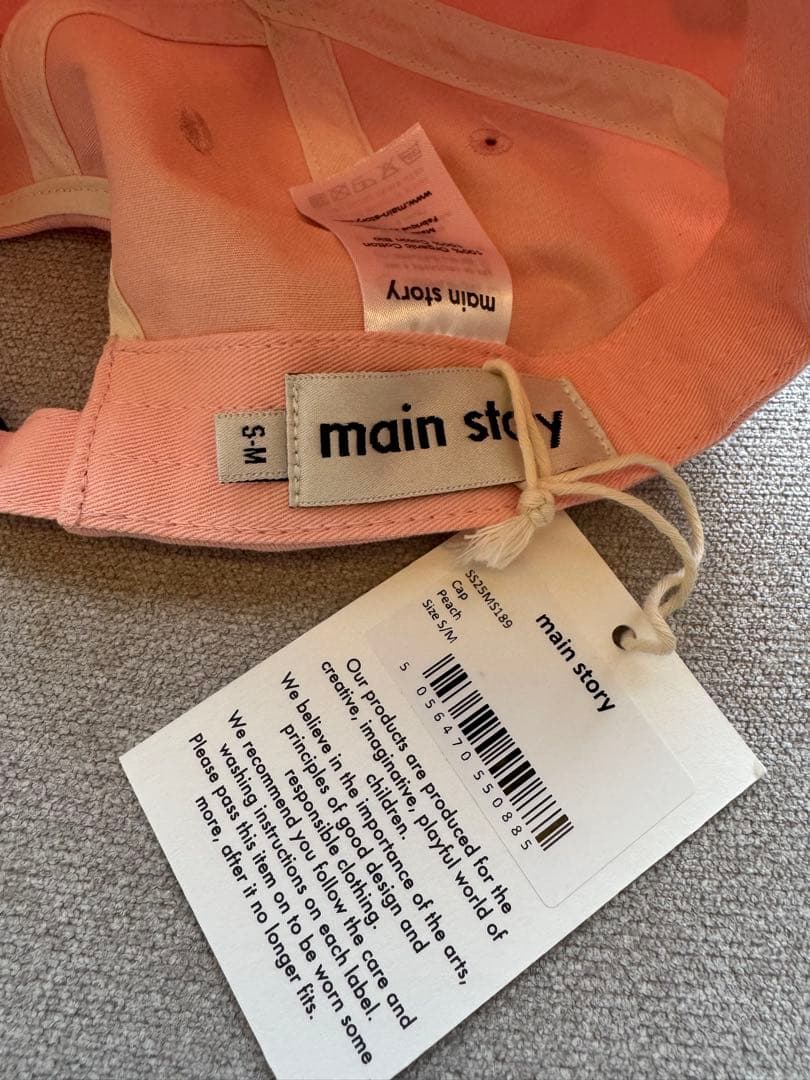 main story
100% Organic Cotton
main story
S-M
main story
SS25MS189
Cap
Peach
Size S/M
5 056470 550885
Our products are produced for the
creative, imaginative, playful world of
children.
We believe in the importance of the arts,
principles of good design and
responsible clothing.
We recommend you follow the care and
washing instructions on each label.
Please pass this item on to be worn some
more, after it no longer fits.